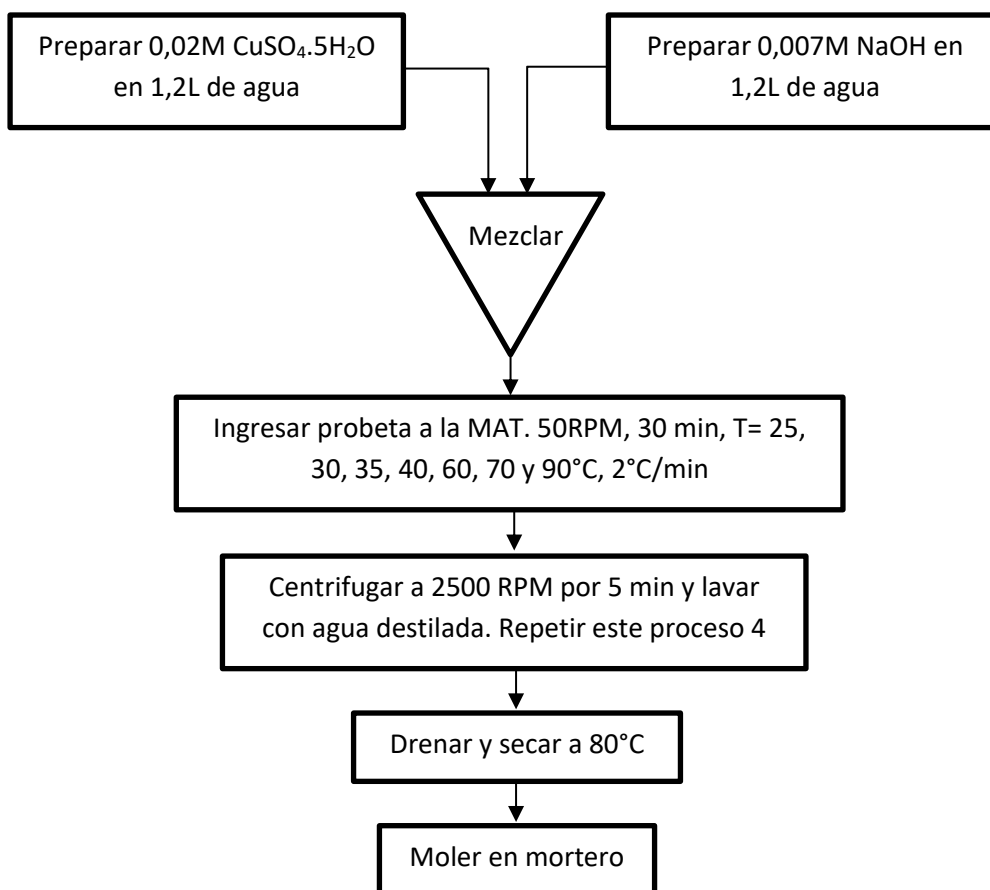 Preparar 0,02M CuSO₄.5H₂O
en 1,2L de agua
Preparar 0,007M NaOH en
1,2L de agua
Mezclar
Ingresar probeta a la MAT. 50RPM, 30 min, T= 25,
30, 35, 40, 60, 70 y 90°C, 2°C/min
Centrifugar a 2500 RPM por 5 min y lavar
con agua destilada. Repetir este proceso 4
Drenar y secar a 80°C
Moler en mortero